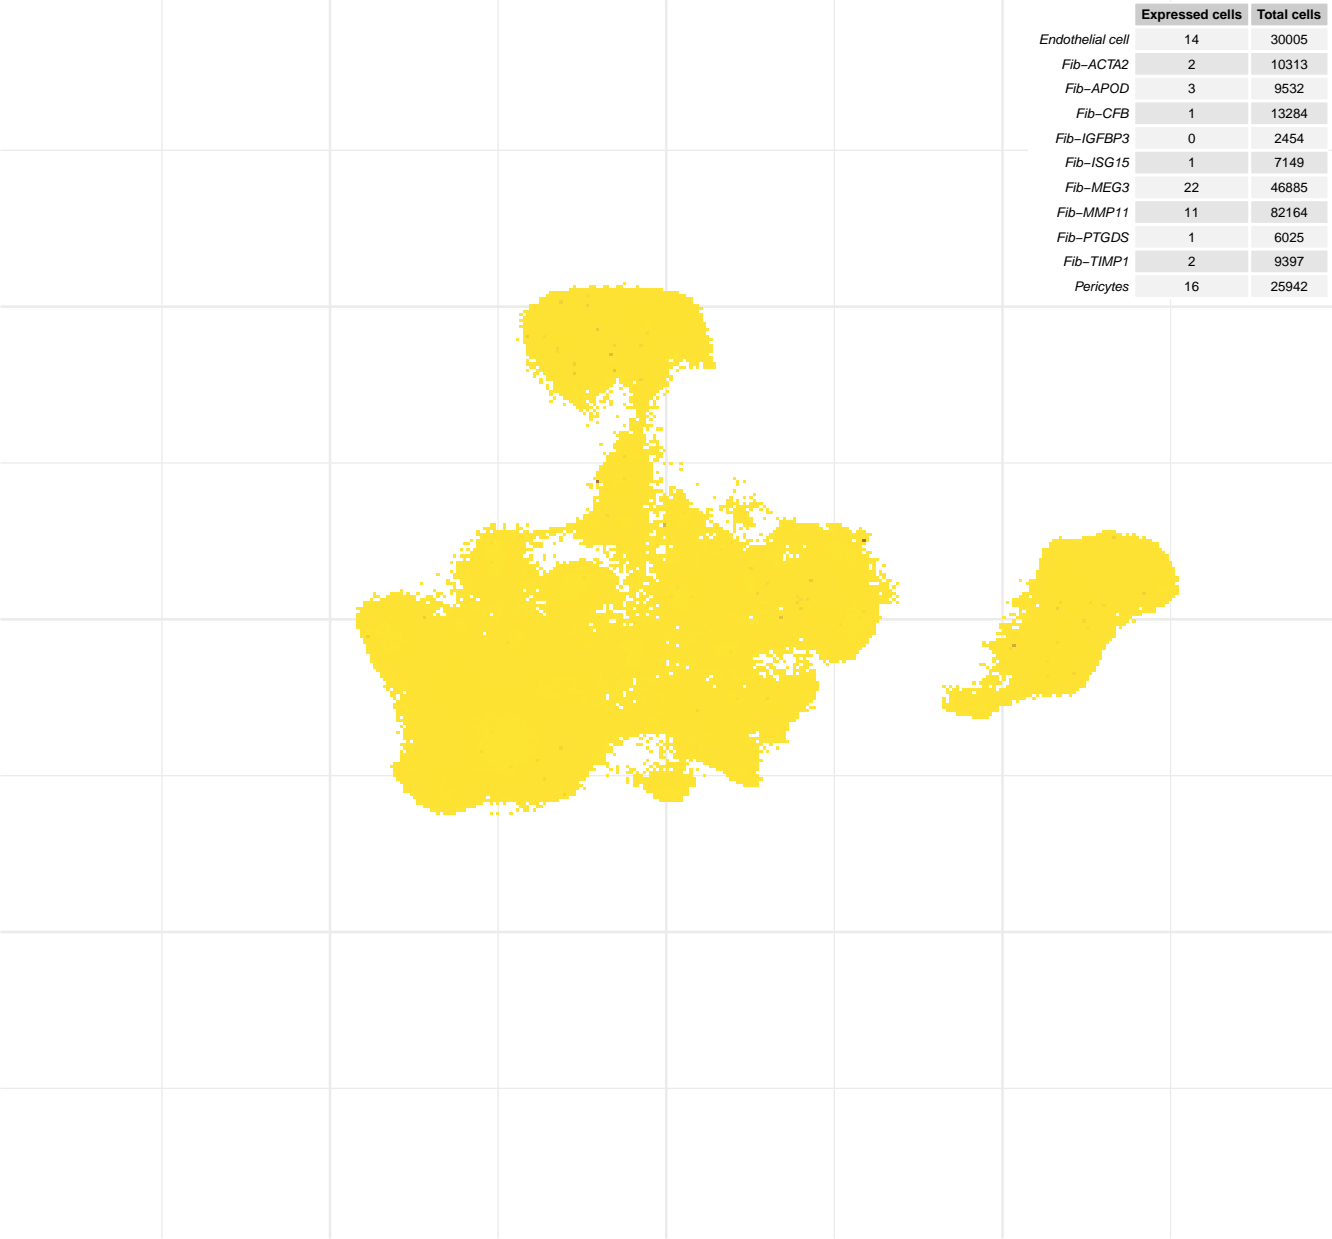 Expressed cells Total cells
Endothelial cell 14 30005
Fib−ACTA2 2 10313
Fib−APOD 3 9532
Fib−CFB 1 13284
Fib−IGFBP3 0 2454
Fib−ISG15 1 7149
Fib−MEG3 22 46885
Fib−MMP11 11 82164
Fib−PTGDS 1 6025
Fib−TIMP1 2 9397
Pericytes 16 25942